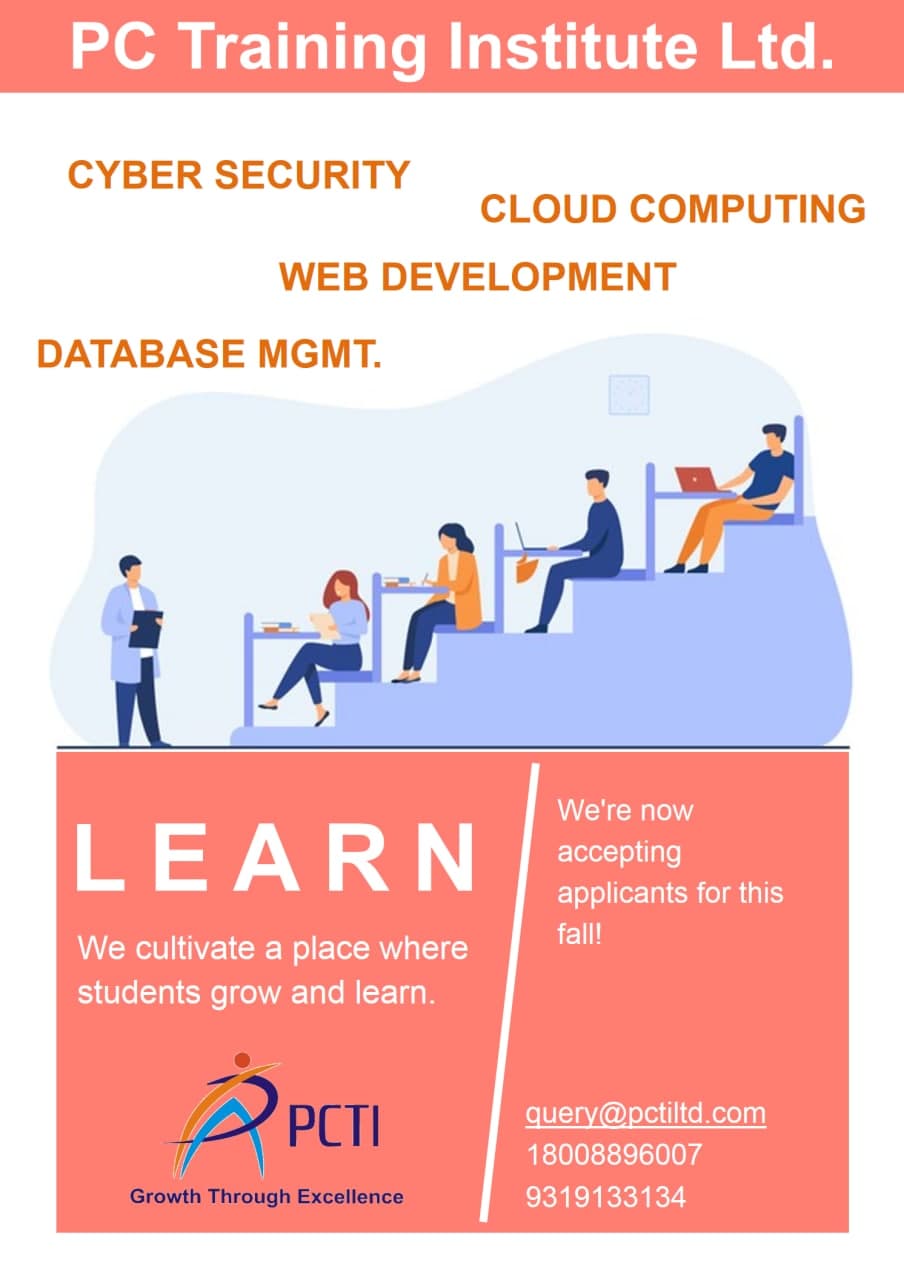 PC Training Institute Ltd.
CYBER SECURITY
CLOUD COMPUTING
WEB DEVELOPMENT
DATABASE MGMT.
LEARN
We cultivate a place where
students grow and learn.
PCTI
Growth Through Excellence
We're now
accepting
applicants for this
fall!
query@pctiltd.com
18008896007
9319133134